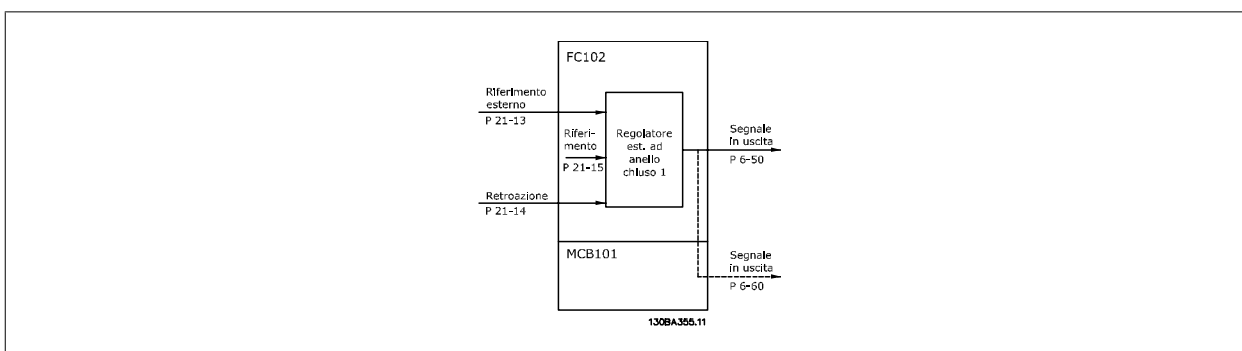 FC102
Riferimento
esterno
P 21-13
Riferi-
mento
P 21-15
Regolatore
est. ad
anello
chiuso 1
Segnale
in uscita
P 6-50
Retroazione
P 21-14
MCB101
Segnale
in uscita
P 6-60
130BA355.11